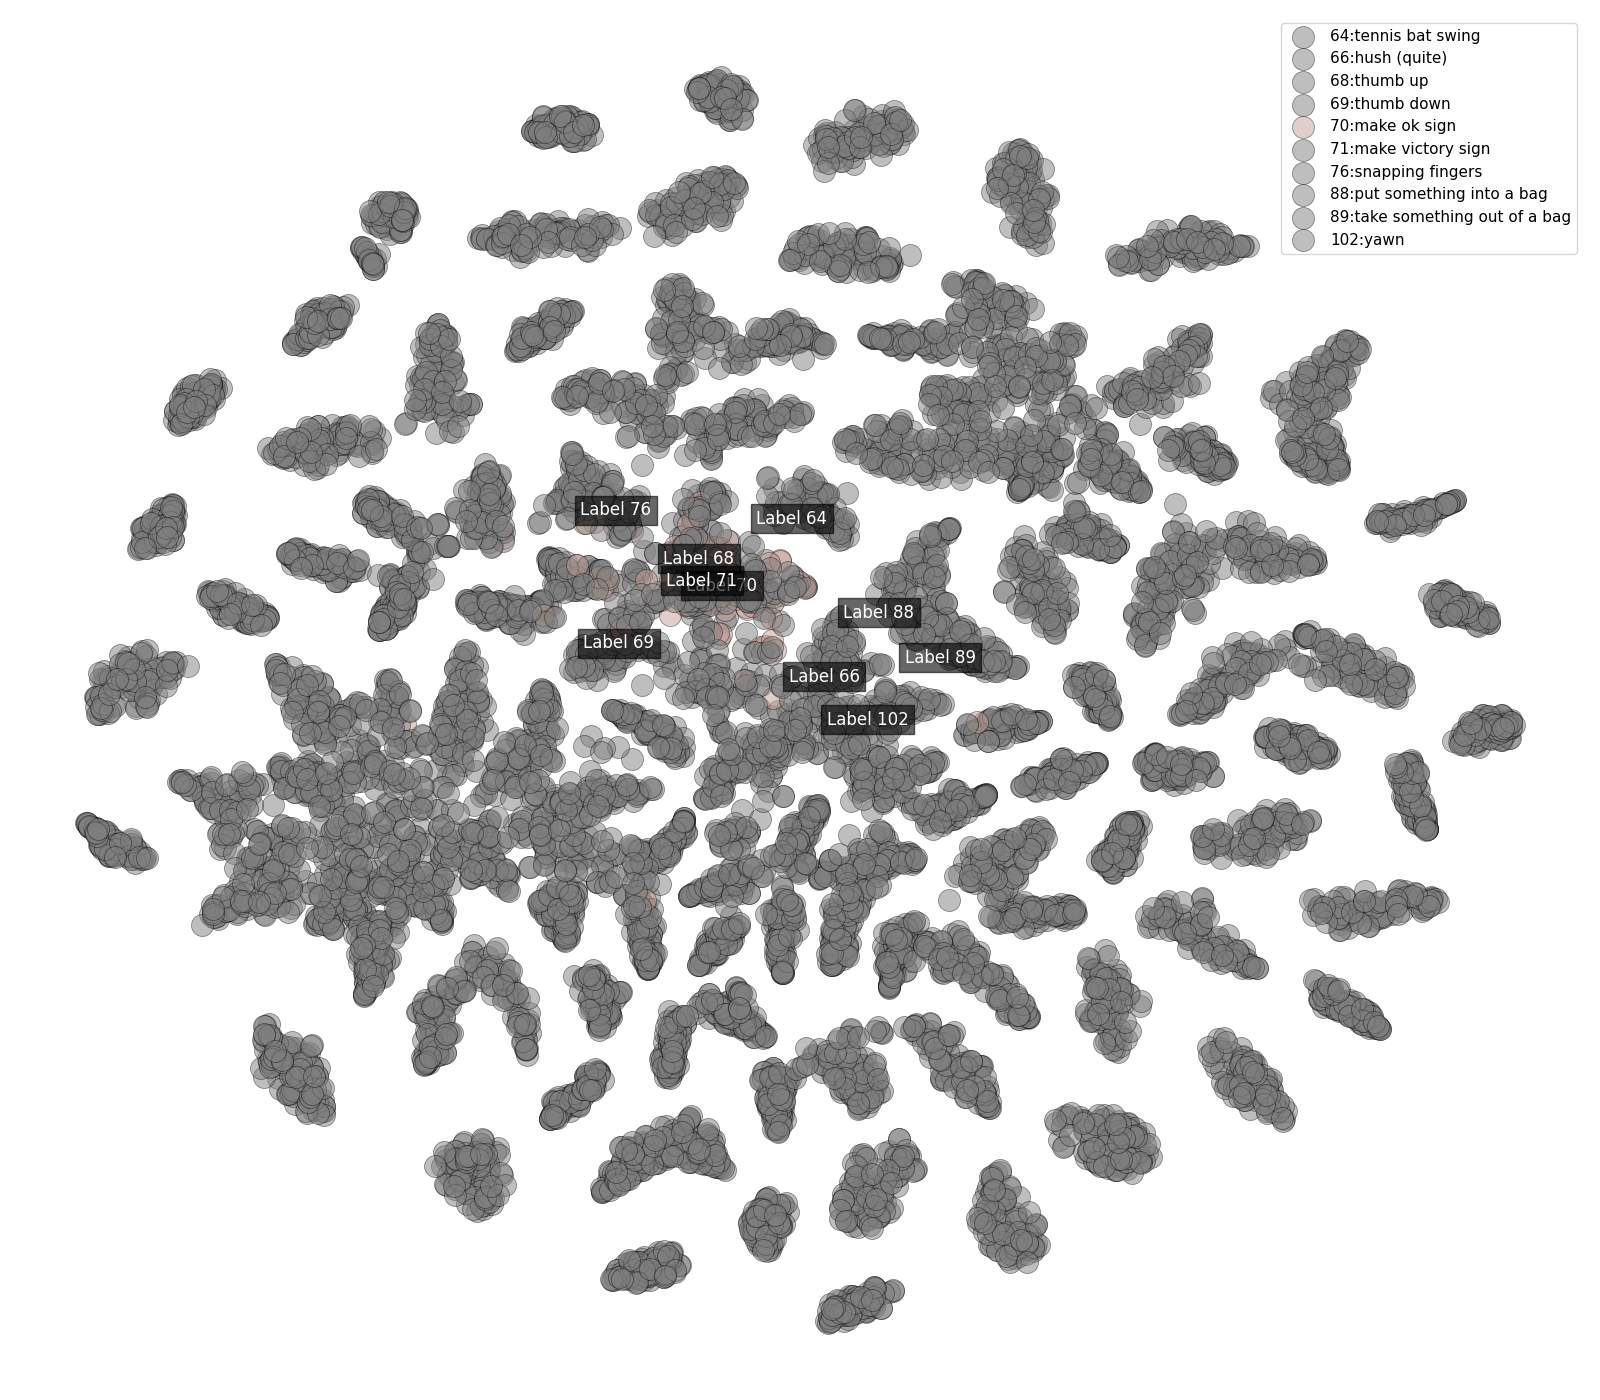 64:tennis bat swing
66:hush (quite)
68:thumb up
69:thumb down
70:make ok sign
71:make victory sign
76:snapping fingers
88:put something into a bag
89:take something out of a bag
102:yawn
Label 76
Label 64
Label 68
Label 71
70
Label 88
Label 69
Label 89
Label 66
Label 102